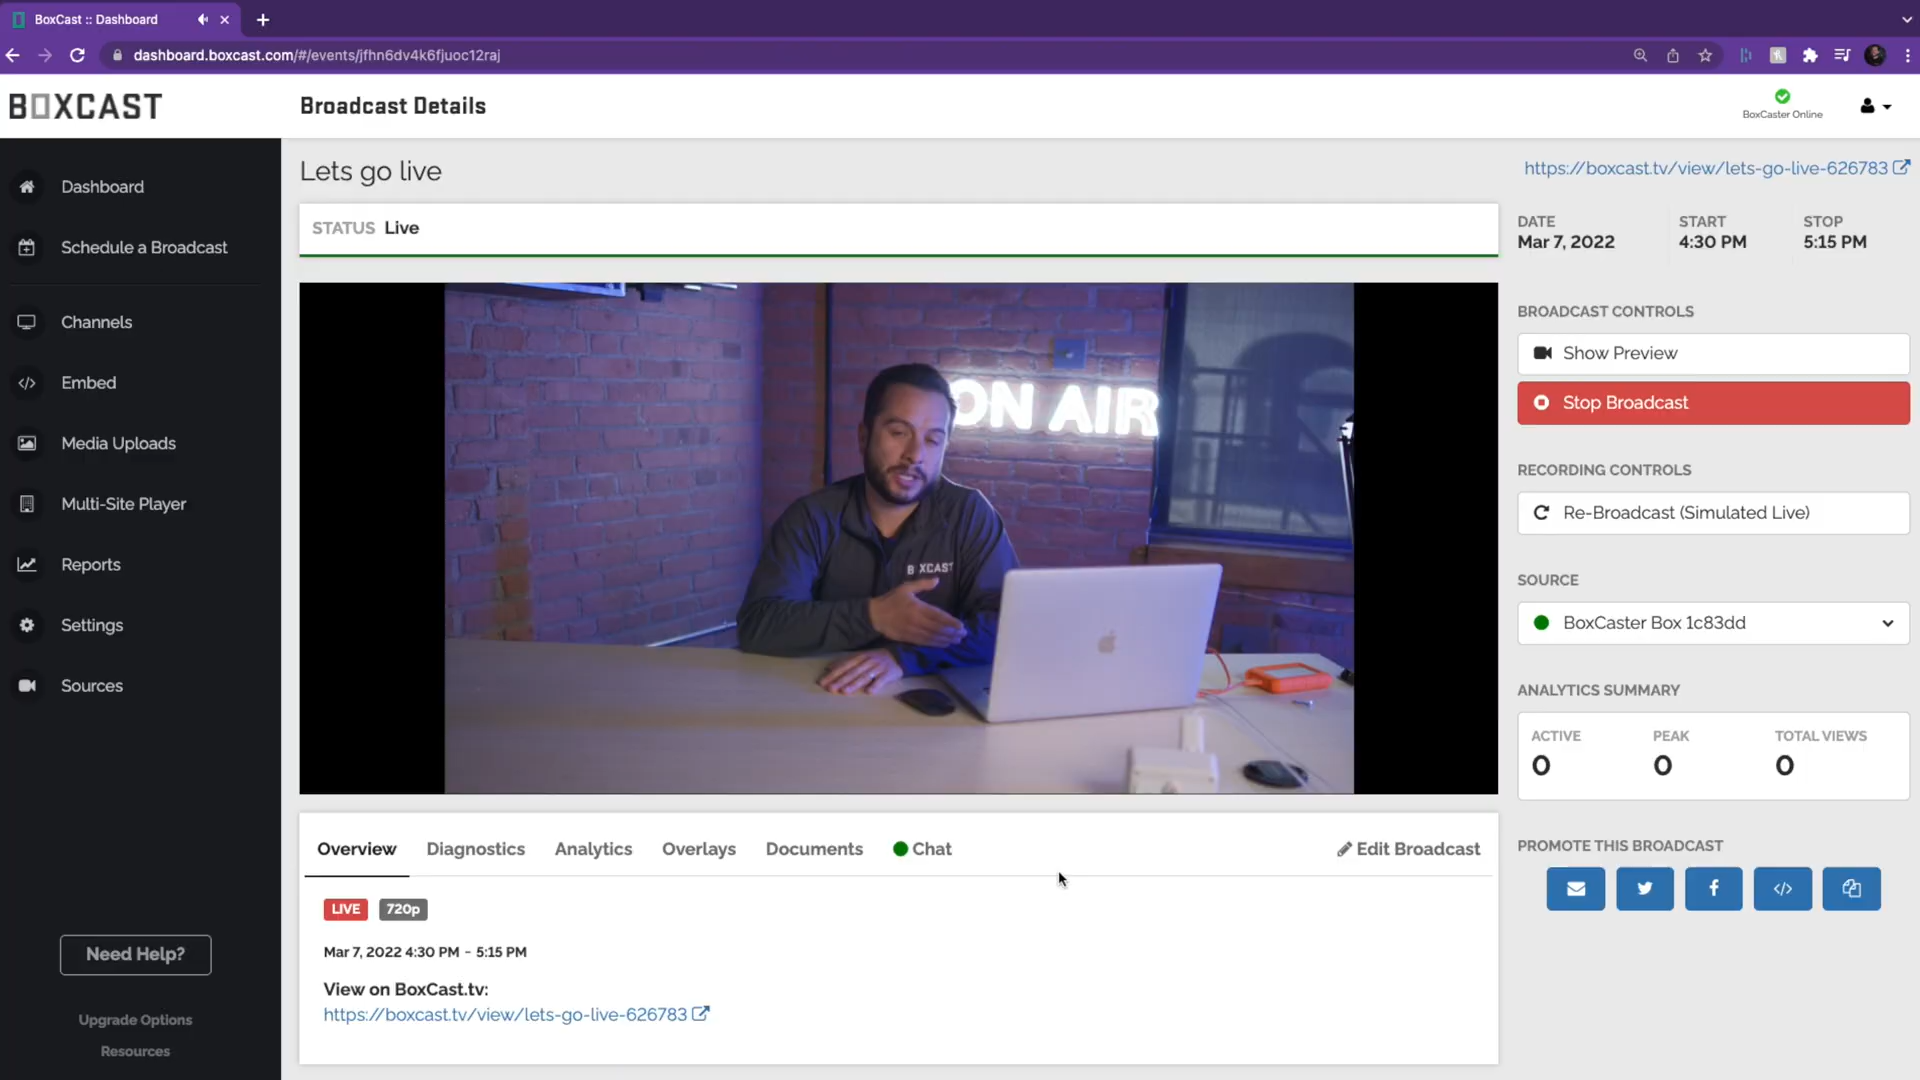 BoxCast :: Dashboard
dashboard.boxcast.com/#/events/jfhn6dv4k6fjuoc12raj
BOXCAST
Broadcast Details
BoxCaster Online
Dashboard
Schedule a Broadcast
Channels
Embed
Media Uploads
Multi-Site Player
Reports
Settings
Sources
Need Help?
Upgrade Options
Resources
Lets go live
STATUS Live
ON AIR
B XCAST
Overview Diagnostics Analytics Overlays Documents Chat Edit Broadcast
LIVE 720p
Mar 7, 2022 4:30 PM - 5:15 PM
View on BoxCast.tv:
https://boxcast.tv/view/lets-go-live-626783
https://boxcast.tv/view/lets-go-live-626783
DATE START STOP
Mar 7, 2022 4:30 PM 5:15 PM
BROADCAST CONTROLS
Show Preview
Stop Broadcast
RECORDING CONTROLS
Re-Broadcast (Simulated Live)
SOURCE
BoxCaster Box 1c83dd
ANALYTICS SUMMARY
ACTIVE PEAK TOTAL VIEWS
0 0 0
PROMOTE THIS BROADCAST